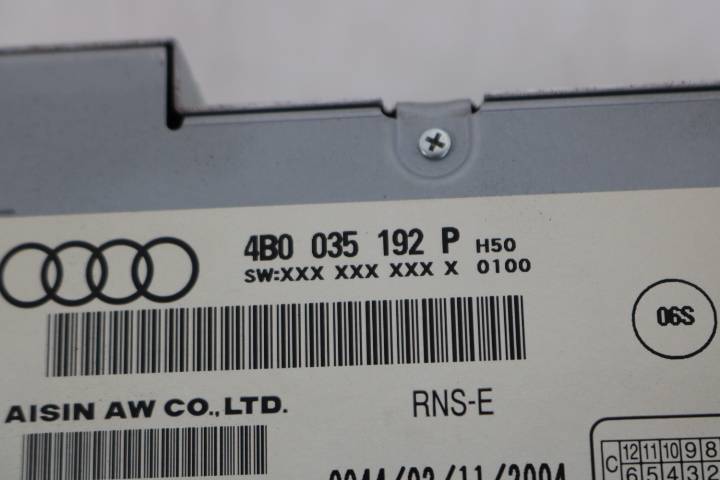 4B0 035 192 P H50
SW:XXX XXX XXX X 0100
06S
AISIN AW CO.,LTD. RNS-E
C 12 11 10 9 8
6 5 4 3 2